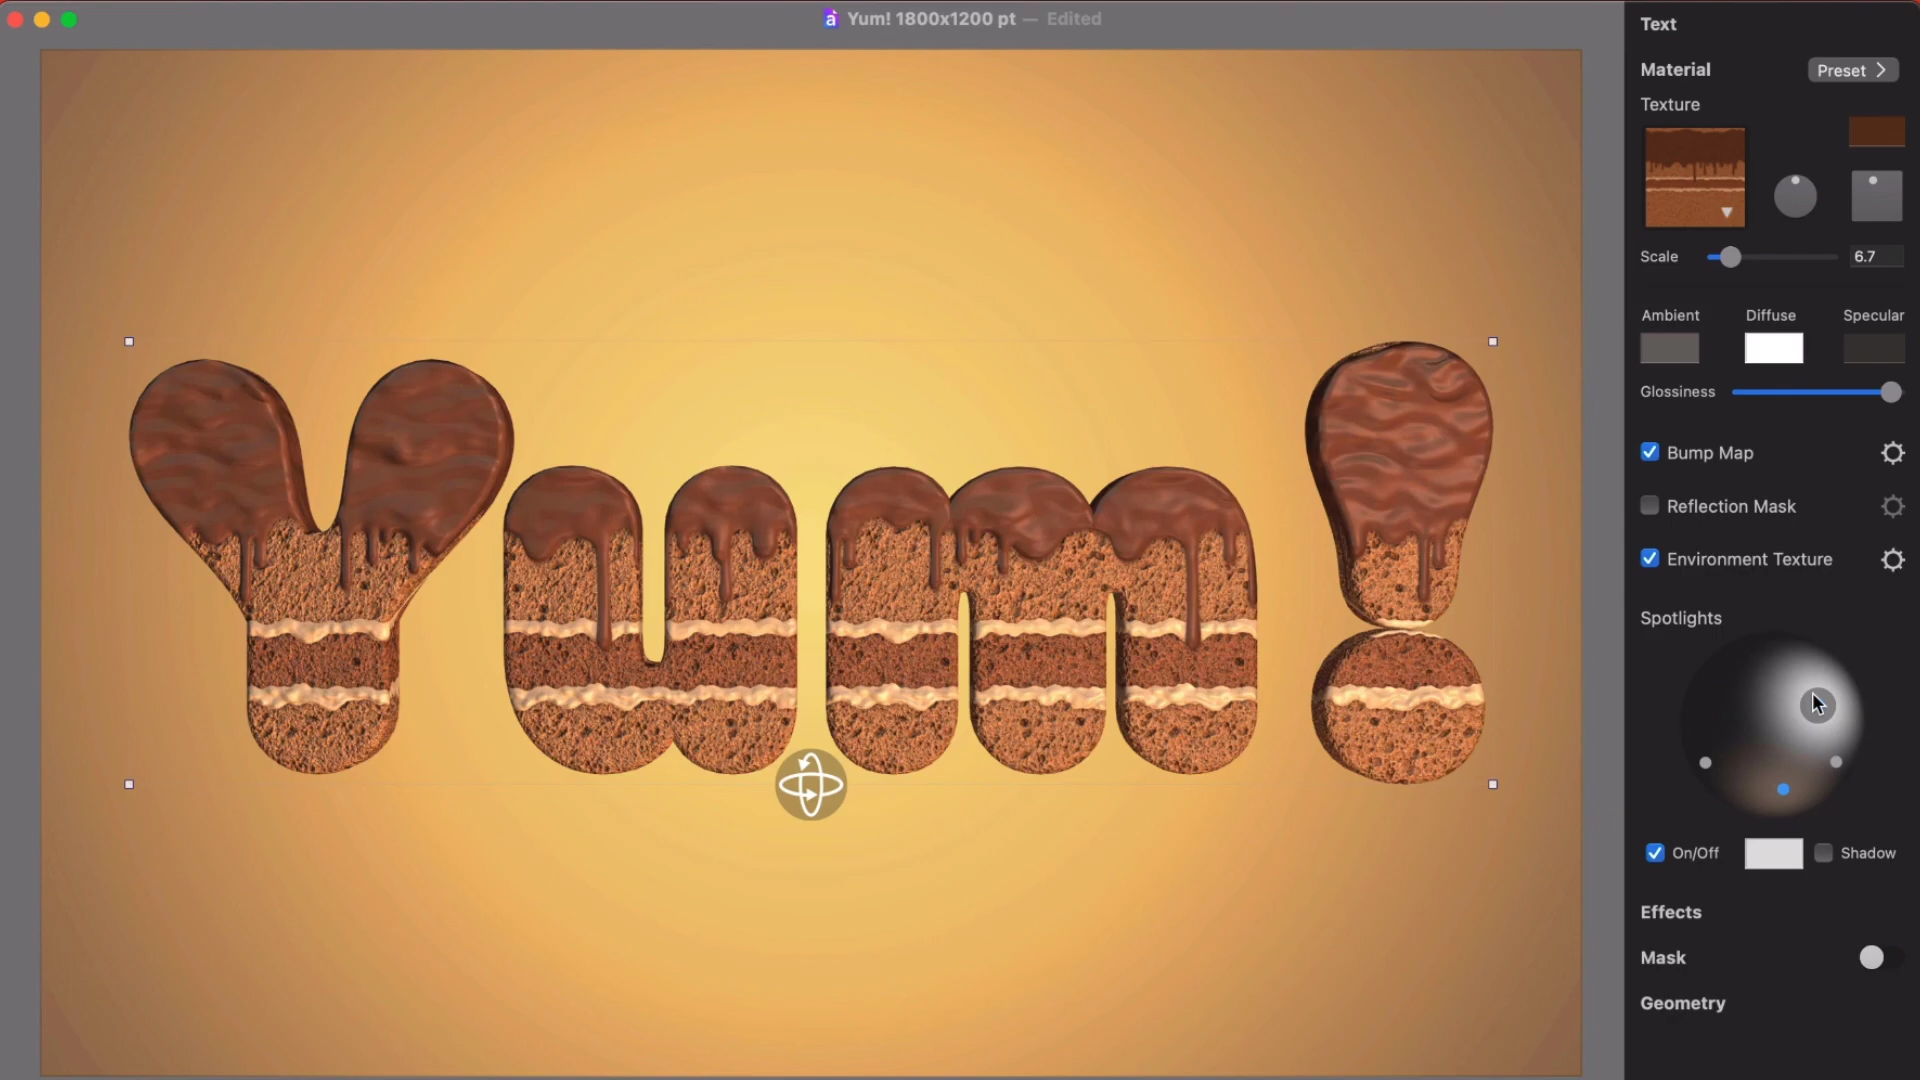 a Yum! 1800x1200 pt — Edited
Text
Material Preset
Texture
Scale 6.7
Ambient Diffuse Specular
Glossiness
Bump Map
Reflection Mask
Environment Texture
Spotlights
On/Off Shadow
Effects
Mask
Geometry
Yum!